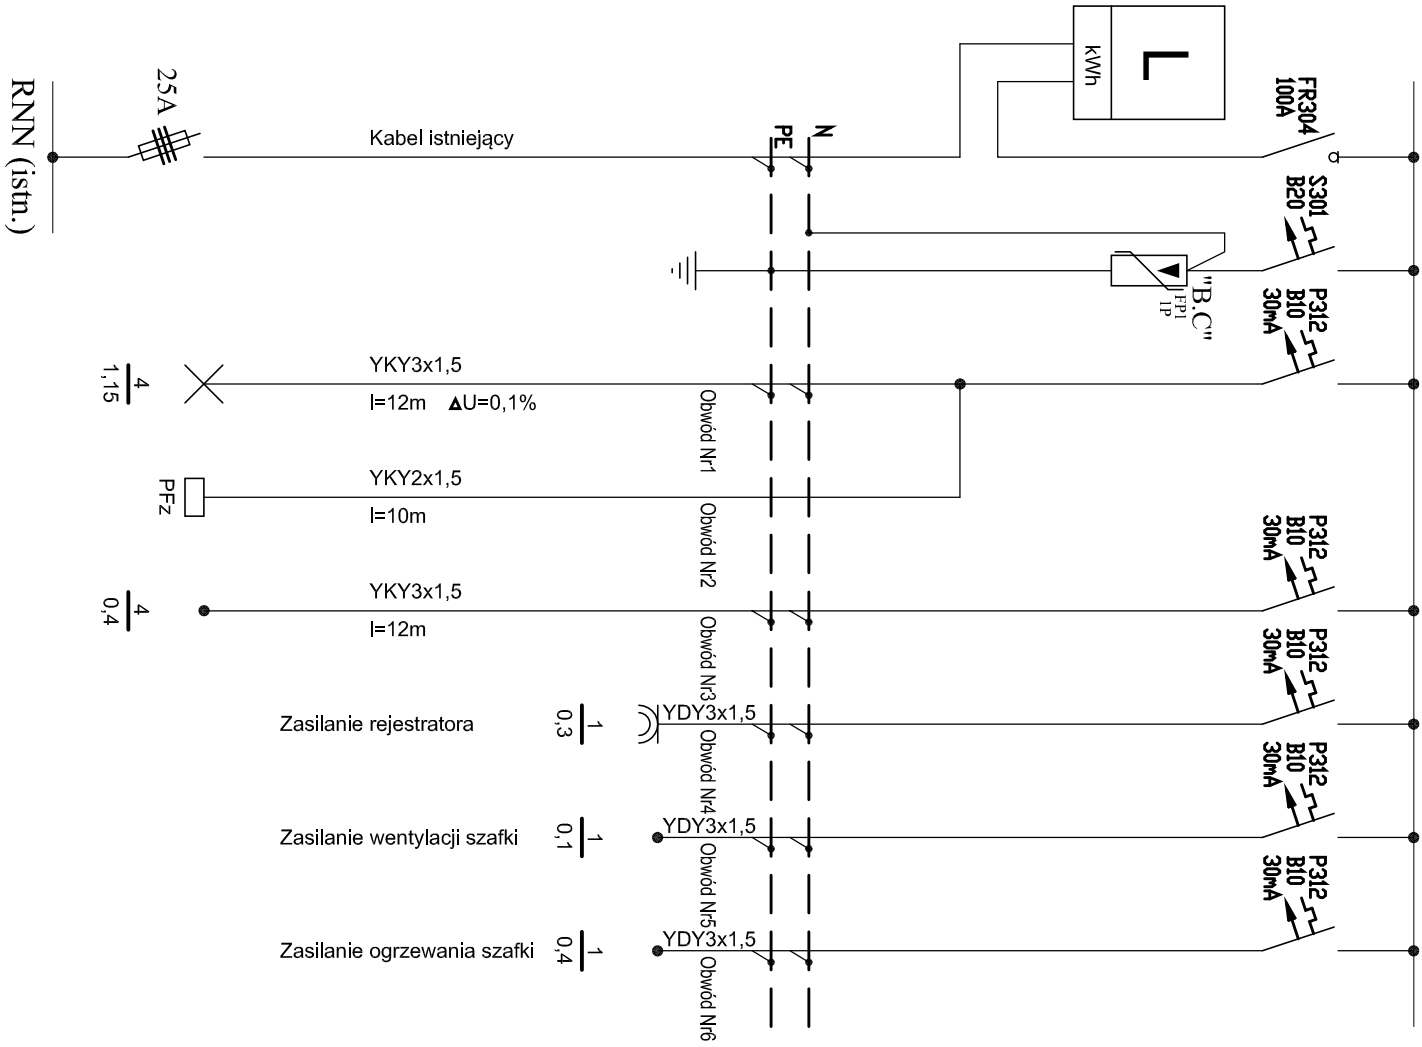 RNN (istn.)
25A
Kabel istniejący
PE
N
kWh
L
FR304
100A
S301
B20
"B.C"
FP1
1P
P312
B10
30mA
4
1,15
YKY3x1,5
l=12m ΔU=0,1%
Obwód Nr1
PFz
YKY2x1,5
l=10m
Obwód Nr2
P312
B10
30mA
4
0,4
YKY3x1,5
l=12m
Obwód Nr3
P312
B10
30mA
Zasilanie rejestratora
1
0,3
YDY3x1,5
Obwód Nr4
P312
B10
30mA
Zasilanie wentylacji szafki
1
0,1
YDY3x1,5
Obwód Nr5
P312
B10
30mA
Zasilanie ogrzewania szafki
1
0,4
YDY3x1,5
Obwód Nr6